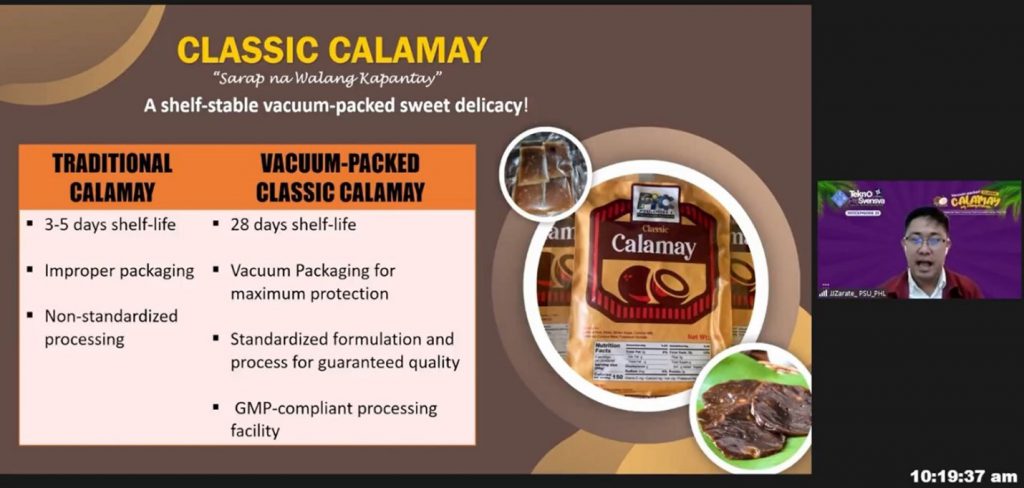 CLASSIC CALAMAY
“Sarap na Walang Kapantay”
A shelf-stable vacuum-packed sweet delicacy!
TRADITIONAL
CALAMAY
▪ 3-5 days shelf-life
▪ Improper packaging
▪ Non-standardized
processing
VACUUM-PACKED
CLASSIC CALAMAY
▪ 28 days shelf-life
▪ Vacuum Packaging for
maximum protection
▪ Standardized formulation and
process for guaranteed quality
▪ GMP-compliant processing
facility
Classic
Calamay
Nutrition
Facts
TeknO
Svensya
CALAMAY
JJZarate_PSU_PHL
10:19:37 am